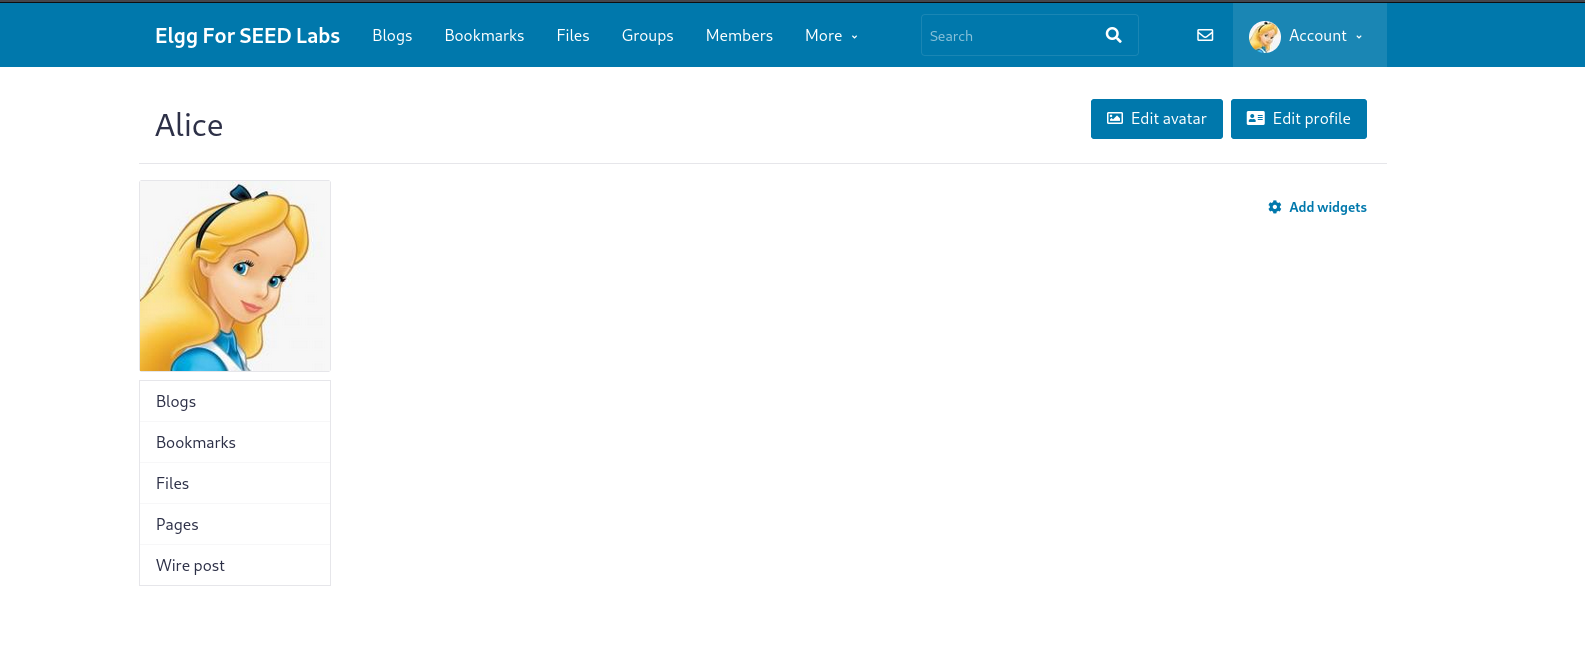 Elgg For SEED Labs Blogs Bookmarks Files Groups Members More Search Account
Alice Edit avatar Edit profile
Add widgets
Blogs
Bookmarks
Files
Pages
Wire post